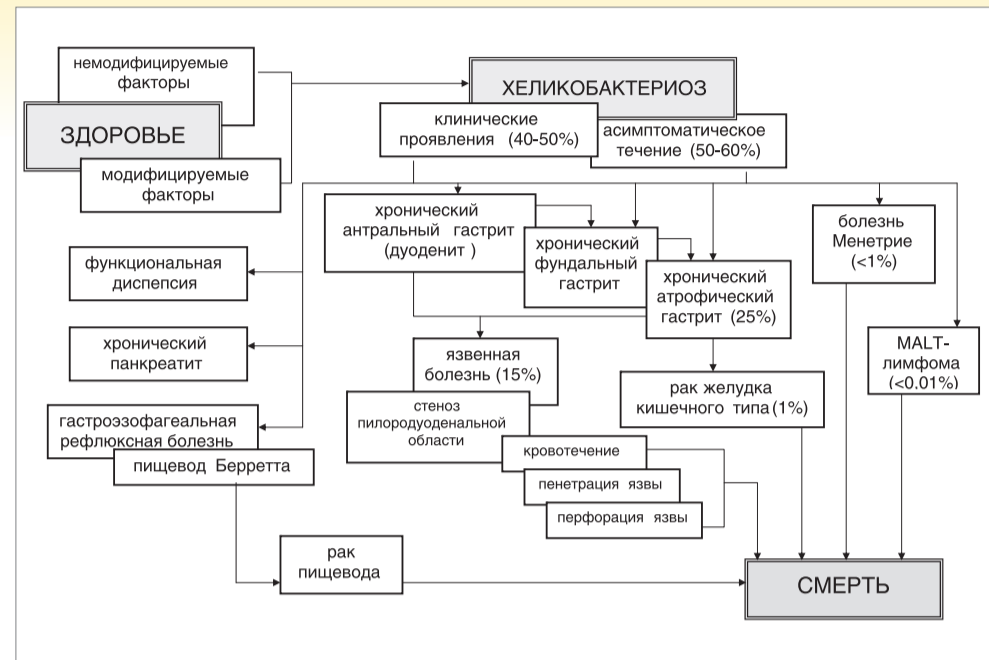 немодифицируемые
факторы
ЗДОРОВЬЕ
модифицируемые
факторы
ХЕЛИКОБАКТЕРИОЗ
клинические
проявления (40-50%)
асимптоматическое
течение (50-60%)
хронический
антральный гастрит
(дуоденит )
хронический
фундальный
гастрит
хронический
атрофический
гастрит (25%)
болезнь
Менетрие
(<1%)
функциональная
диспепсия
хронический
панкреатит
язвенная
болезнь (15%)
MALT-
лимфома
(<0.01%)
рак желудка
кишечного типа (1%)
стеноз
пилородуоденальной
области
гастроэзофагеальная
рефлюксная болезнь
пищевод Берретта
кровотечение
пенетрация язвы
перфорация язвы
рак
пищевода
СМЕРТЬ